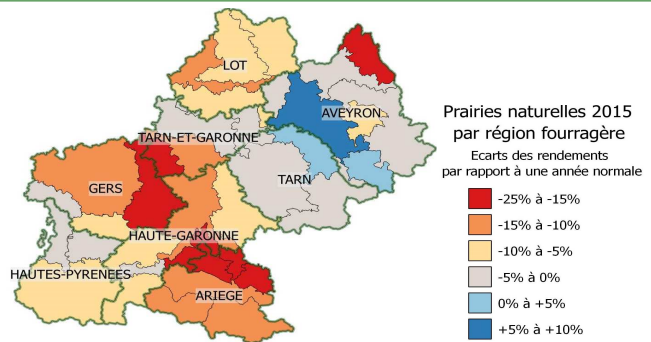 LOT
AVEYRON
TARN-ET-GARONNE
GERS
TARN
HAUTE-GARONNE
HAUTES-PYRENEES
ARIEGE
Prairies naturelles 2015
par région fourragère
Ecarts des rendements
par rapport à une année normale
-25% à -15%
-15% à -10%
-10% à -5%
-5% à 0%
0% à +5%
+5% à +10%